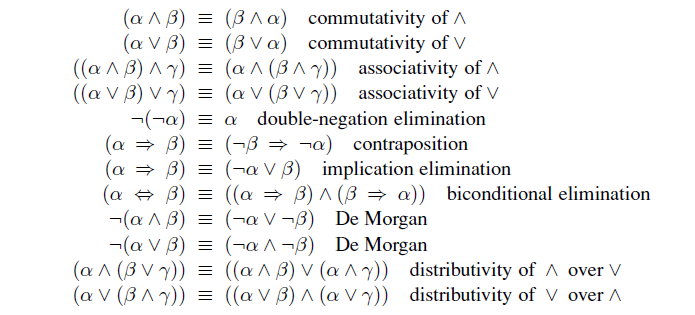 (α ∧ β) ≡ (β ∧ α) commutativity of ∧
(α ∨ β) ≡ (β ∨ α) commutativity of ∨
((α ∧ β) ∧ γ) ≡ (α ∧ (β ∧ γ)) associativity of ∧
((α ∨ β) ∨ γ) ≡ (α ∨ (β ∨ γ)) associativity of ∨
¬(¬α) ≡ α double-negation elimination
(α ⇒ β) ≡ (¬β ⇒ ¬α) contraposition
(α ⇒ β) ≡ (¬α ∨ β) implication elimination
(α ⇔ β) ≡ ((α ⇒ β) ∧ (β ⇒ α)) biconditional elimination
¬(α ∧ β) ≡ (¬α ∨ ¬β) De Morgan
¬(α ∨ β) ≡ (¬α ∧ ¬β) De Morgan
(α ∧ (β ∨ γ)) ≡ ((α ∧ β) ∨ (α ∧ γ)) distributivity of ∧ over ∨
(α ∨ (β ∧ γ)) ≡ ((α ∨ β) ∧ (α ∨ γ)) distributivity of ∨ over ∧